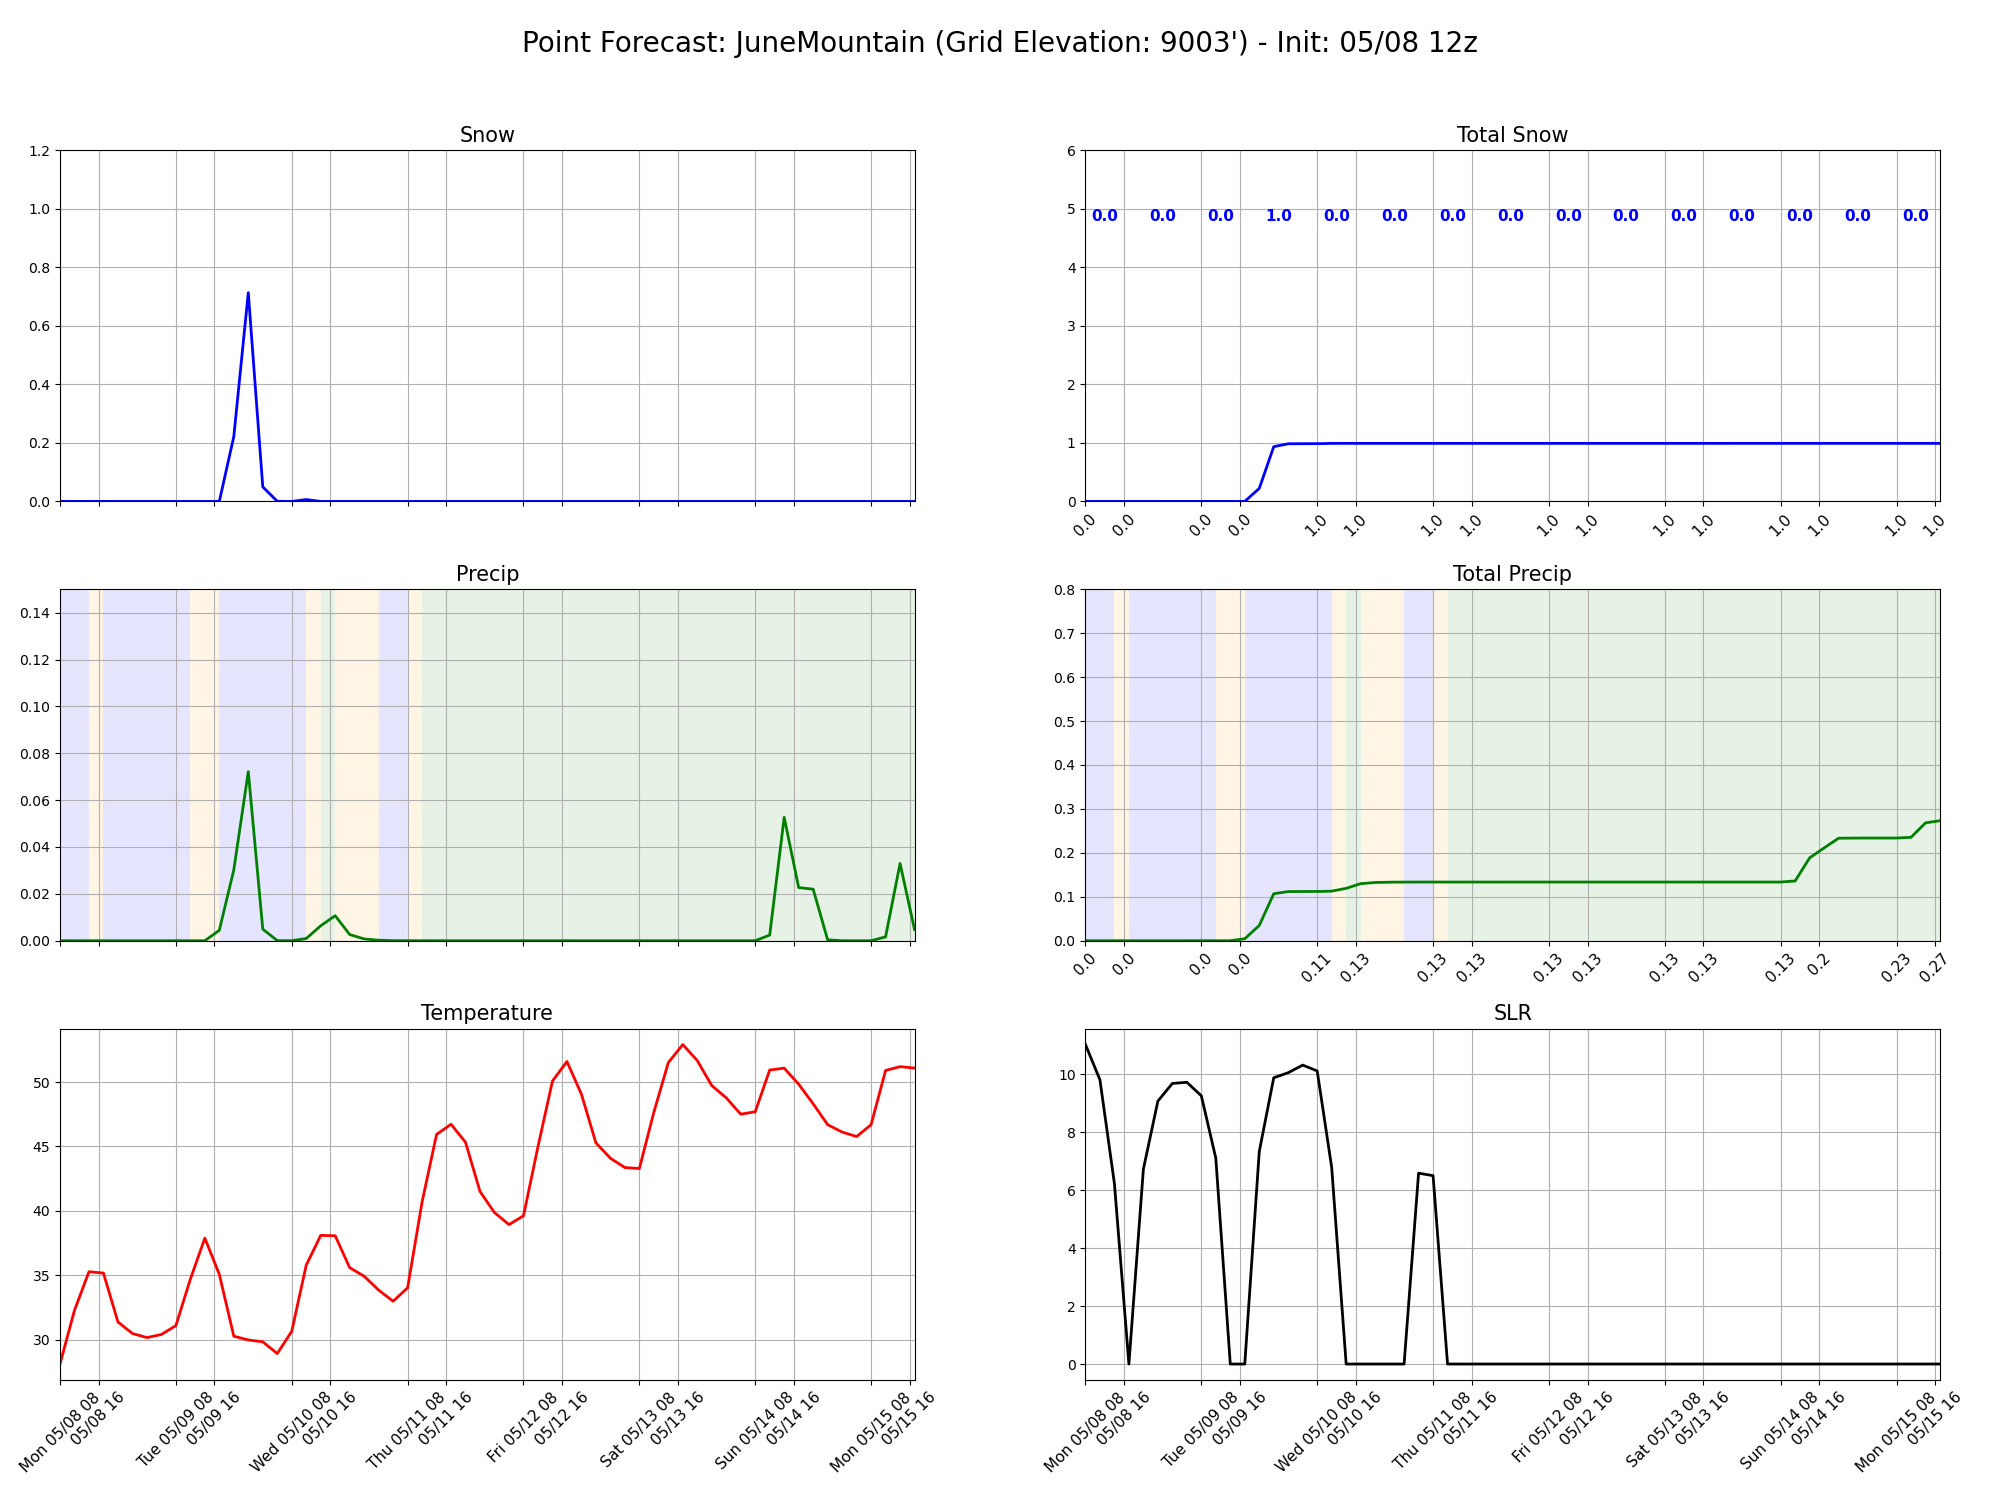 Point Forecast: JuneMountain (Grid Elevation: 9003') - Init: 05/08 12z
Snow
1.2
1.0
0.8
0.6
0.4
0.2
0.0
Total Snow
6
5
4
3
2
1
0
0.0 0.0 0.0 1.0 0.0 0.0 0.0 0.0 0.0 0.0 0.0 0.0 0.0 0.0 0.0
0.0 0.0 0.0 0.0 1.0 1.0 1.0 1.0 1.0 1.0 1.0 1.0 1.0 1.0 1.0 1.0
Precip
0.14
0.12
0.10
0.08
0.06
0.04
0.02
0.00
Total Precip
0.8
0.7
0.6
0.5
0.4
0.3
0.2
0.1
0.0
0.0 0.0 0.0 0.0 0.11 0.13 0.13 0.13 0.13 0.13 0.13 0.13 0.13 0.2 0.23 0.27
Temperature
50
45
40
35
30
Mon 05/08 08
05/08 16
Tue 05/09 08
05/09 16
Wed 05/10 08
05/10 16
Thu 05/11 08
05/11 16
Fri 05/12 08
05/12 16
Sat 05/13 08
05/13 16
Sun 05/14 08
05/14 16
Mon 05/15 08
05/15 16
SLR
10
8
6
4
2
0
Mon 05/08 08
05/08 16
Tue 05/09 08
05/09 16
Wed 05/10 08
05/10 16
Thu 05/11 08
05/11 16
Fri 05/12 08
05/12 16
Sat 05/13 08
05/13 16
Sun 05/14 08
05/14 16
Mon 05/15 08
05/15 16